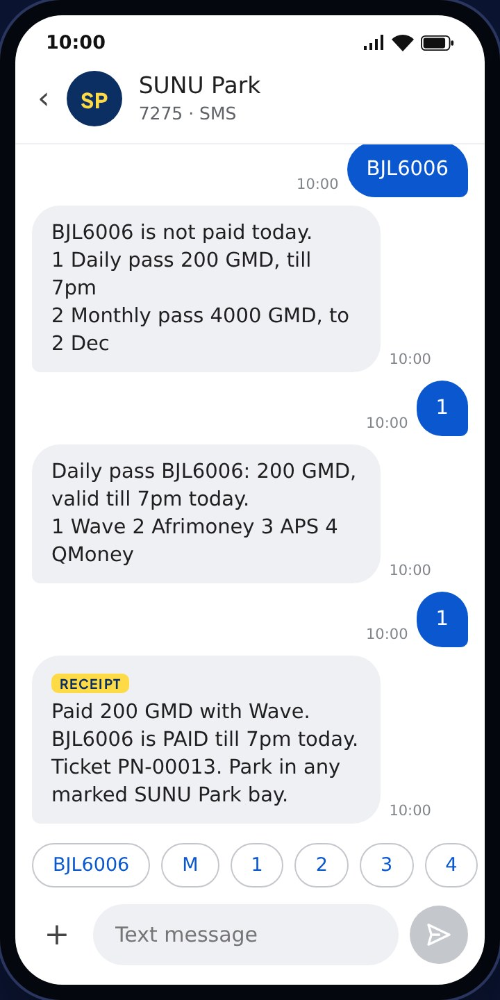 10:00
SP
SUNU Park
7275 · SMS
BJL6006
10:00
BJL6006 is not paid today.
1 Daily pass 200 GMD, till
7pm
2 Monthly pass 4000 GMD, to
2 Dec
10:00
1
10:00
Daily pass BJL6006: 200 GMD,
valid till 7pm today.
1 Wave 2 Afrimoney 3 APS 4
QMoney
10:00
1
10:00
RECEIPT
Paid 200 GMD with Wave.
BJL6006 is PAID till 7pm today.
Ticket PN-00013. Park in any
marked SUNU Park bay.
10:00
BJL6006 M 1 2 3 4
Text message